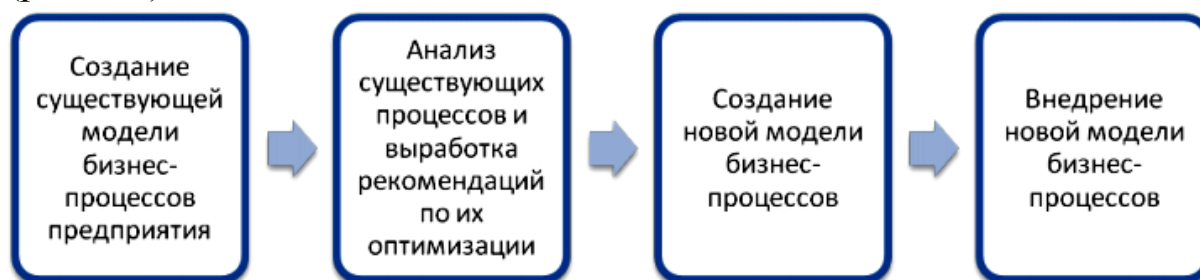 Создание
существующей
модели
бизнес-
процессов
предприятия
Анализ
существующих
процессов и
выработка
рекомендаций
по их
оптимизации
Создание
новой модели
бизнес-
процессов
Внедрение
новой модели
бизнес-
процессов